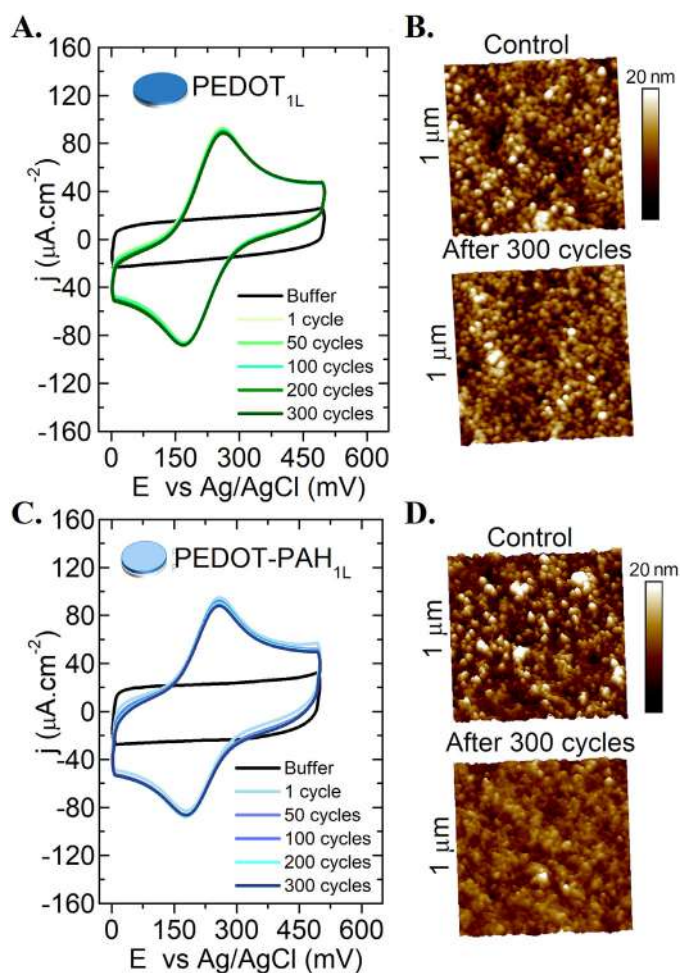 A.
160
120
80
40
0
-40
-80
-120
-160
j (μA.cm⁻²)
PEDOT₁L
Buffer
1 cycle
50 cycles
100 cycles
200 cycles
300 cycles
0 150 300 450 600
E vs Ag/AgCl (mV)
B.
Control
1 μm
20 nm
After 300 cycles
1 μm
C.
160
120
80
40
0
-40
-80
-120
-160
j (μA.cm⁻²)
PEDOT-PAH₁L
Buffer
1 cycle
50 cycles
100 cycles
200 cycles
300 cycles
0 150 300 450 600
E vs Ag/AgCl (mV)
D.
Control
1 μm
20 nm
After 300 cycles
1 μm